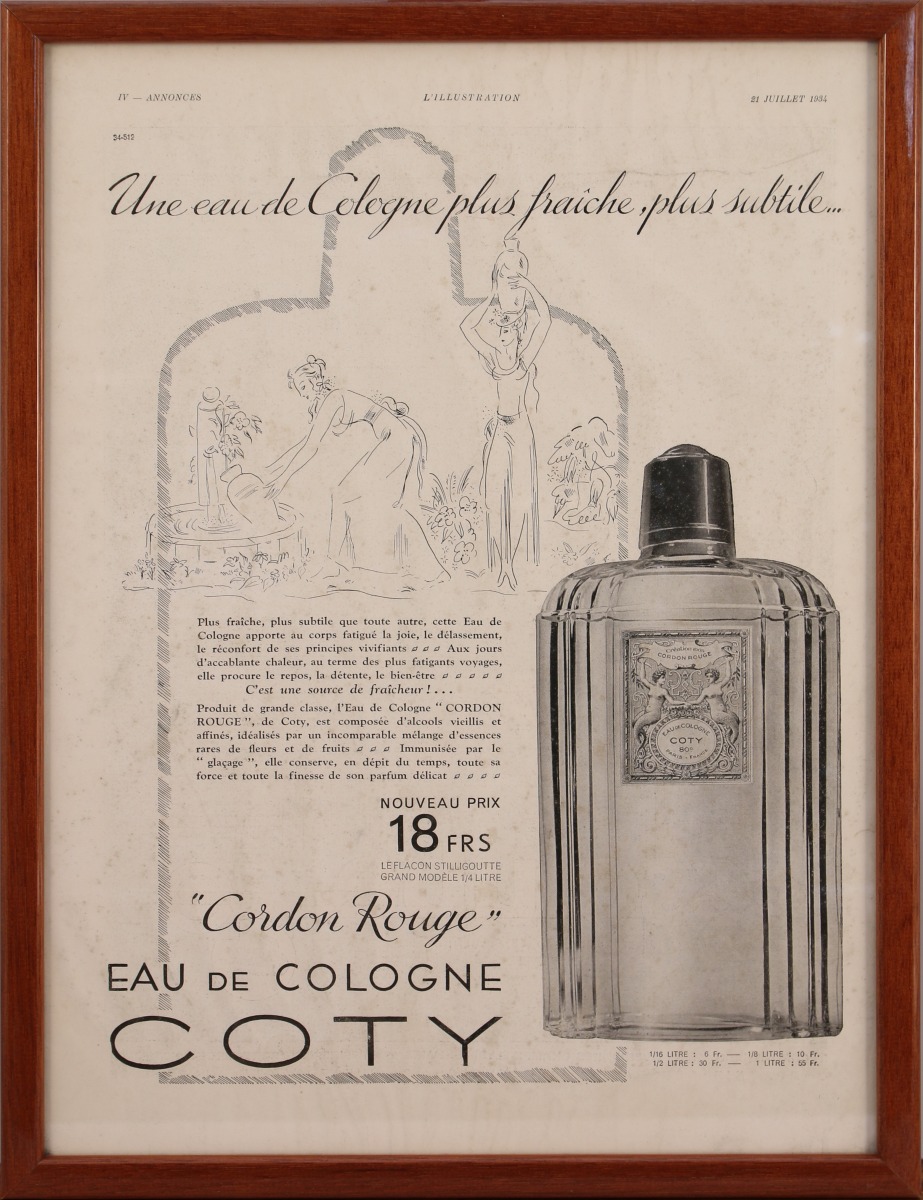 IV — ANNONCES
L'ILLUSTRATION
21 JUILLET 1934
34-512
Une eau de Cologne plus fraîche, plus subtile...
Plus fraîche, plus subtile que toute autre, cette Eau de
Cologne apporte au corps fatigué la joie, le délassement,
le réconfort de ses principes vivifiants Aux jours
d'accablante chaleur, au terme des plus fatigants voyages,
elle procure le repos, la détente, le bien-être
C'est une source de fraîcheur !...
Produit de grande classe, l'Eau de Cologne “ CORDON
ROUGE ”, de Coty, est composée d'alcools vieillis et
affinés, idéalisés par un incomparable mélange d'essences
rares de fleurs et de fruits Immunisée par le
“ glaçage ”, elle conserve, en dépit du temps, toute sa
force et toute la finesse de son parfum délicat
NOUVEAU PRIX
18 FRS
LE FLACON STILLIGOUTTE
GRAND MODÈLE 1/4 LITRE
“Cordon Rouge”
EAU DE COLOGNE
COTY
CORDON ROUGE
EAU DE COLOGNE
COTY
80°
PARIS • FRANCE
1/16 LITRE : 6 Fr. — 1/8 LITRE : 10 Fr.
1/2 LITRE : 30 Fr. — 1 LITRE : 55 Fr.